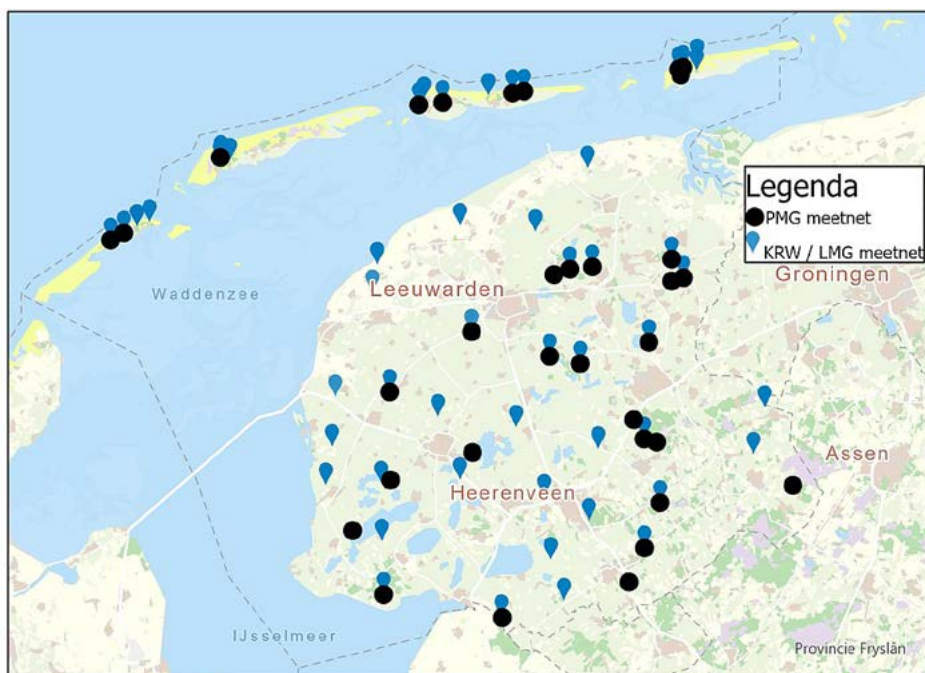 Legenda
PMG meetnet
KRW / LMG meetnet
Groningen
Leeuwarden
Waddenzee
Assen
Heerenveen
IJsselmeer
Provincie Fryslân